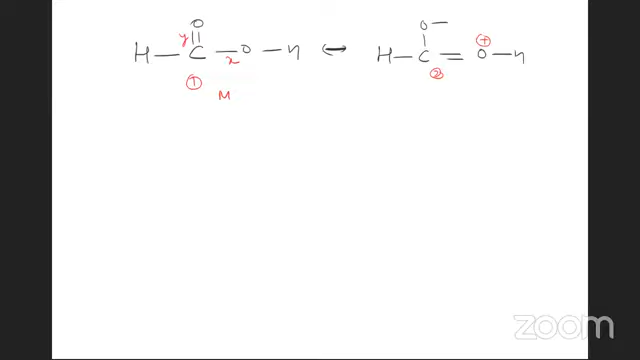 O O –
y ||
H — C — O — H ↔ H — C = O — H
x (+)
① ②
M
zoom